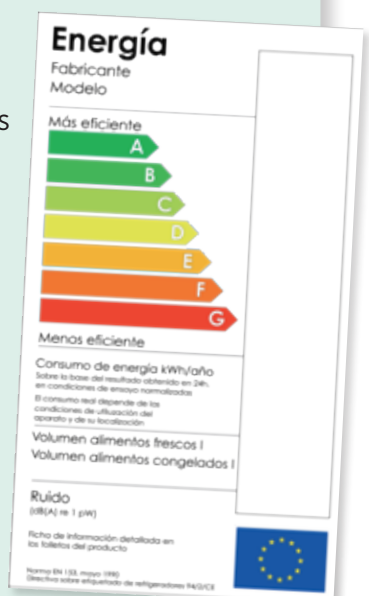 s
Energía
Fabricante
Modelo
Más eficiente
A
B
C
D
E
F
G
Menos eficiente
Consumo de energía kWh/año
Sobre la base del resultado obtenido en 24h,
en condiciones de ensayo normalizadas
El consumo real depende de las
condiciones de utilización del
aparato y de su localización
Volumen alimentos frescos l
Volumen alimentos congelados l
Ruido
(dB(A) re 1 pW)
Ficha de información detallada en
los folletos del producto
Norma EN 153, mayo 1990
Directiva sobre etiquetado de refrigeradores 94/2/CE